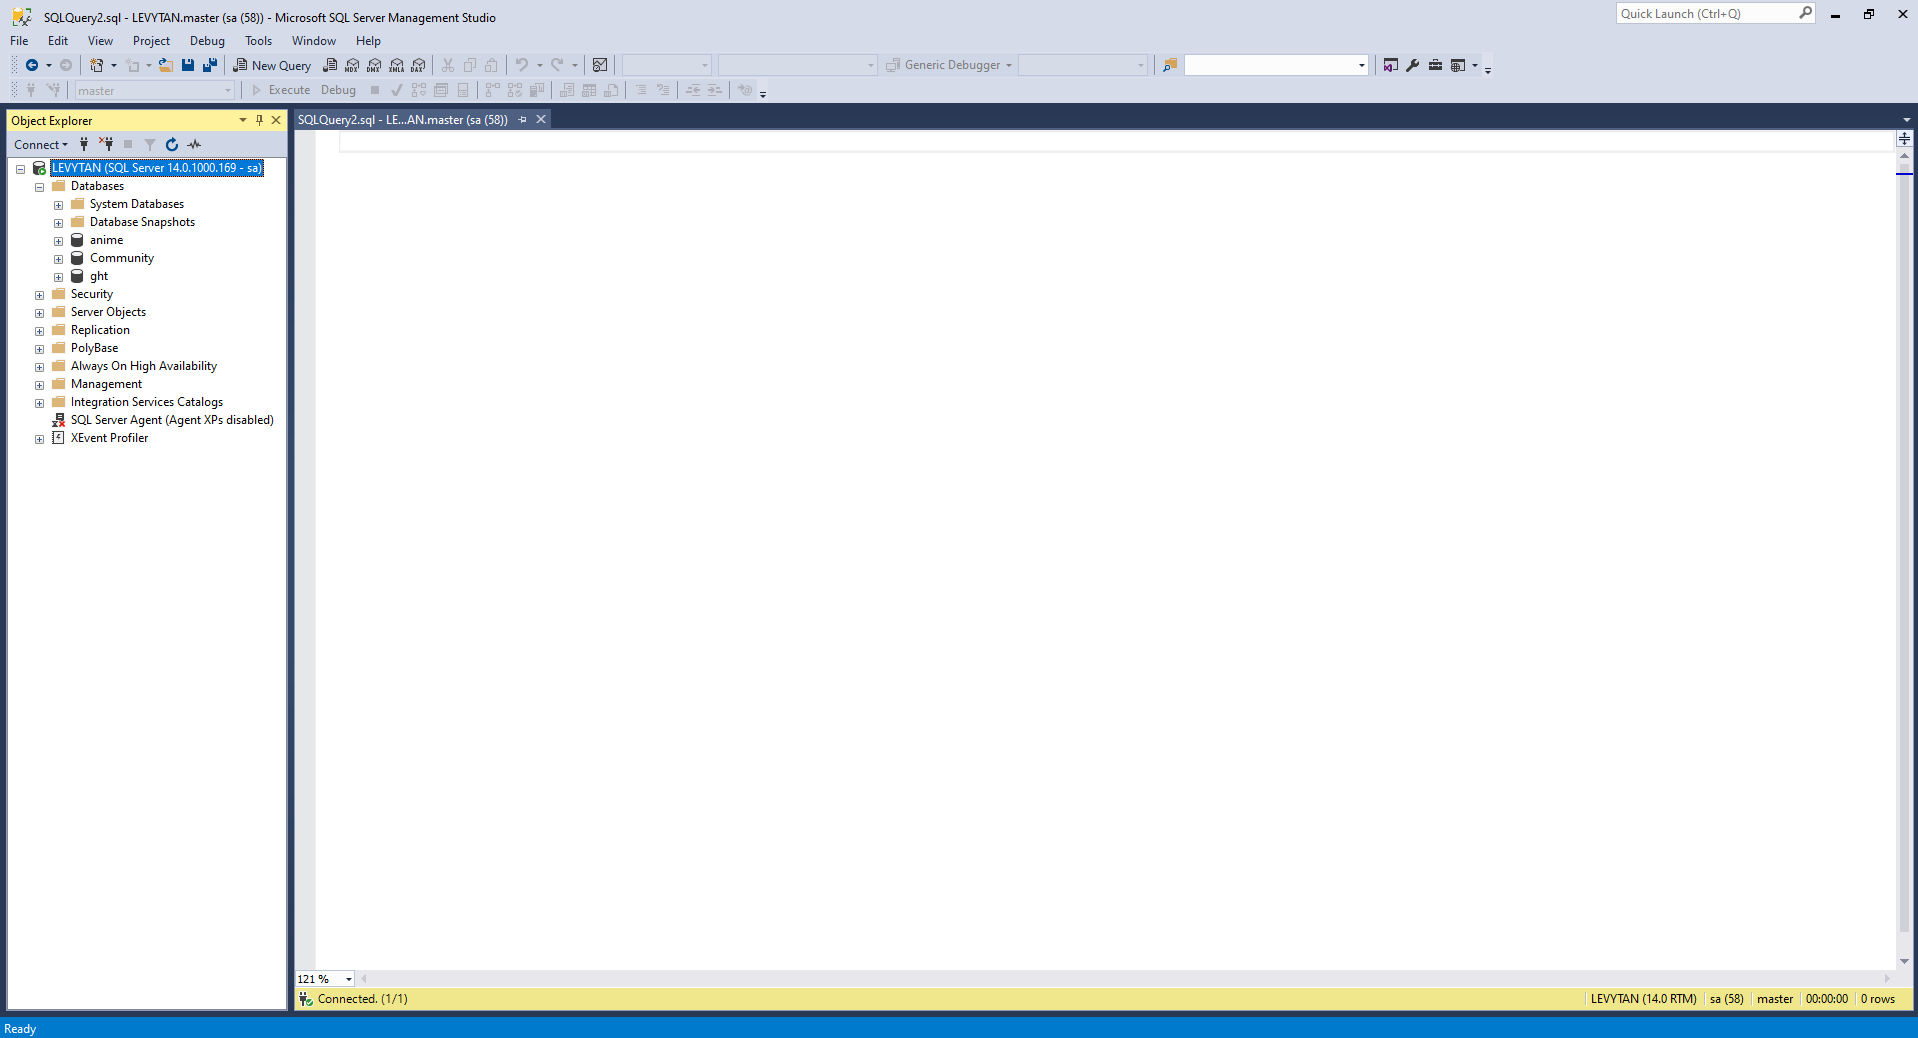 SQLQuery2.sql - LEVYTAN.master (sa (58)) - Microsoft SQL Server Management Studio
Quick Launch (Ctrl+Q)
File Edit View Project Debug Tools Window Help
New Query MDX DMX XMLA DAX Generic Debugger
master Execute Debug
Object Explorer
SQLQuery2.sql - LE...AN.master (sa (58))
Connect
LEVYTAN (SQL Server 14.0.1000.169 - sa)
Databases
System Databases
Database Snapshots
anime
Community
ght
Security
Server Objects
Replication
PolyBase
Always On High Availability
Management
Integration Services Catalogs
SQL Server Agent (Agent XPs disabled)
XEvent Profiler
121 %
Connected. (1/1)
LEVYTAN (14.0 RTM) sa (58) master 00:00:00 0 rows
Ready